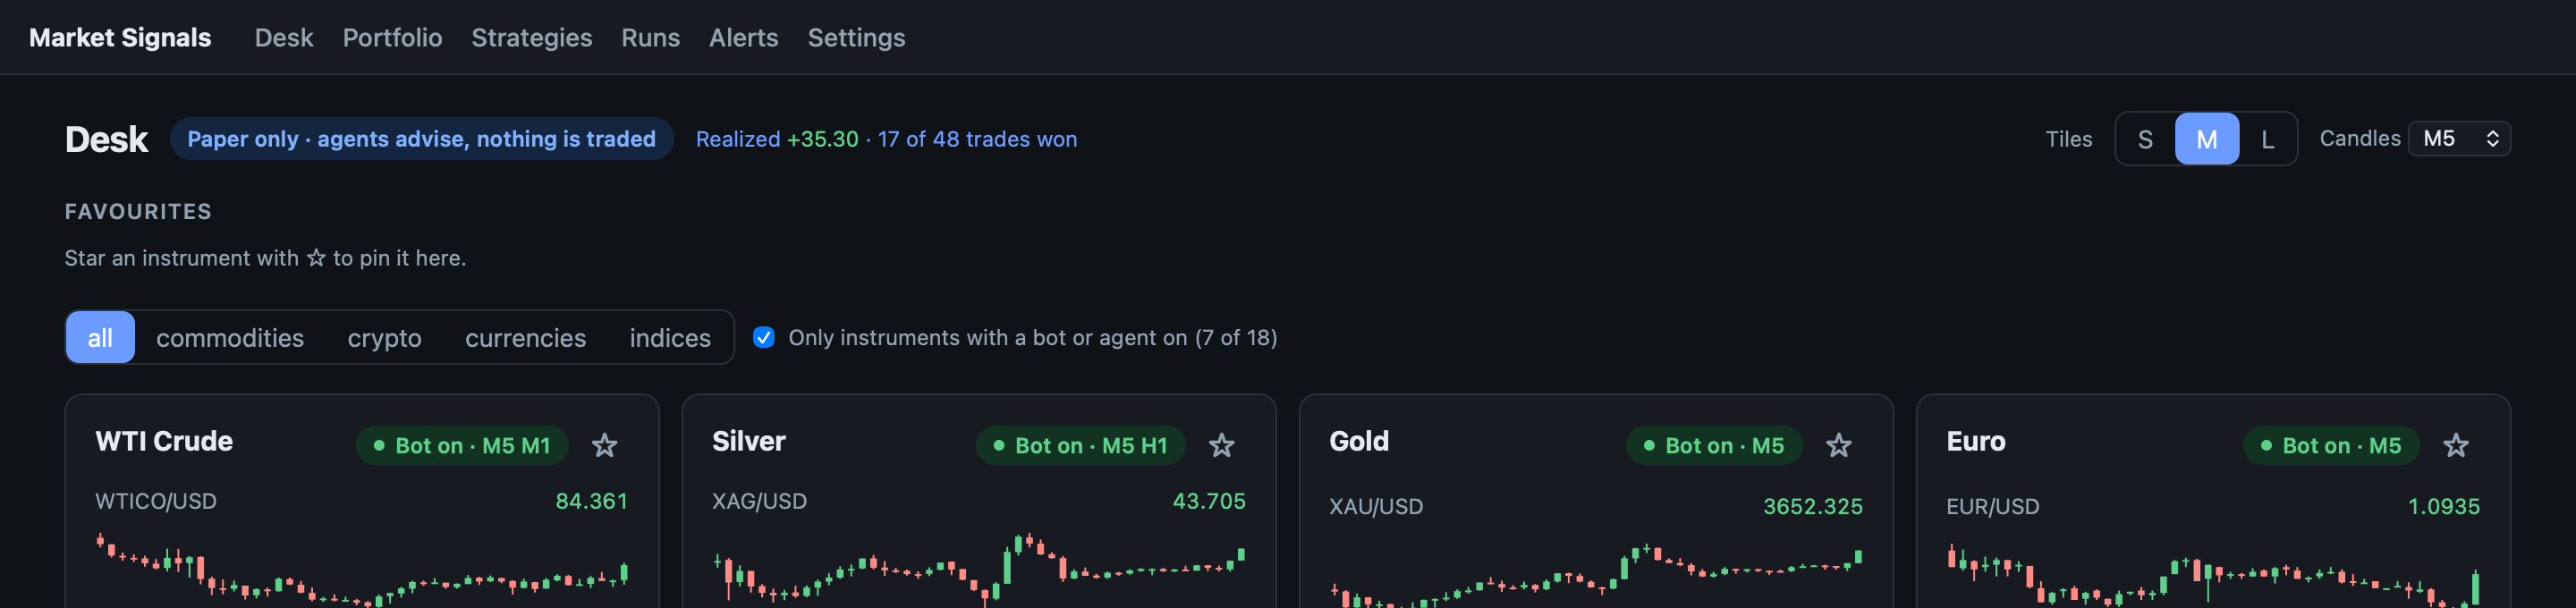 Market Signals Desk Portfolio Strategies Runs Alerts Settings
Desk Paper only · agents advise, nothing is traded Realized +35.30 · 17 of 48 trades won Tiles S M L Candles M5
FAVOURITES
Star an instrument with ☆ to pin it here.
all commodities crypto currencies indices Only instruments with a bot or agent on (7 of 18)
WTI Crude Bot on · M5 M1
WTICO/USD 84.361
Silver Bot on · M5 H1
XAG/USD 43.705
Gold Bot on · M5
XAU/USD 3652.325
Euro Bot on · M5
EUR/USD 1.0935